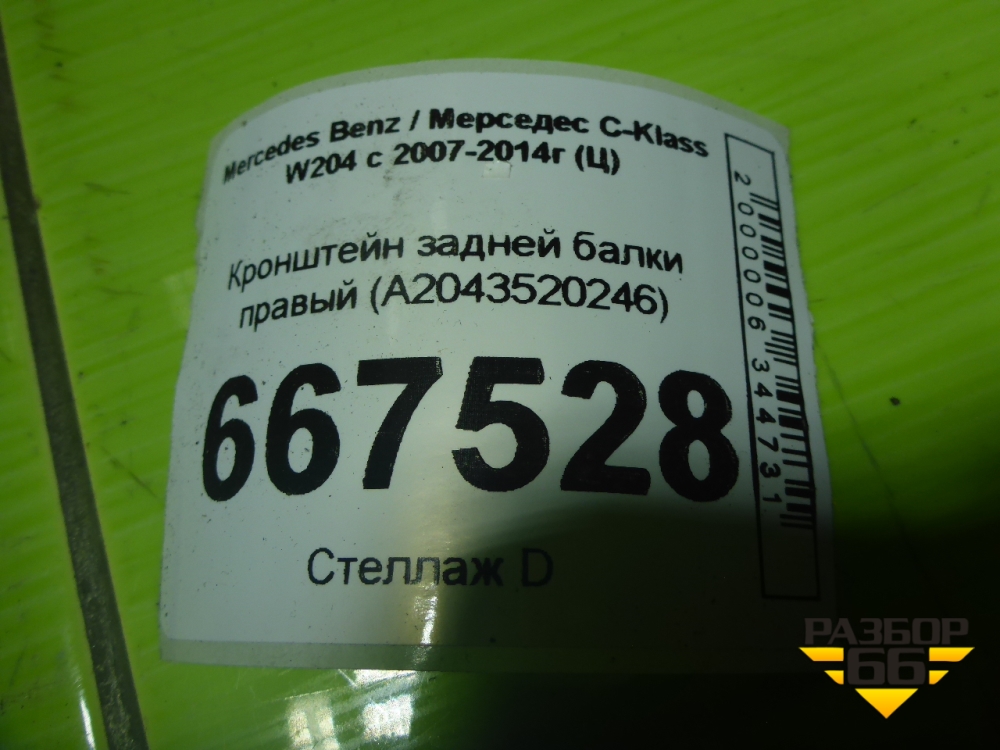 Mercedes Benz / Мерседес C-Klass
W204 с 2007-2014г (Ц)
Кронштейн задней балки
правый (A2043520246)
667528
Стеллаж D
2000006344731
РАЗБОР
66